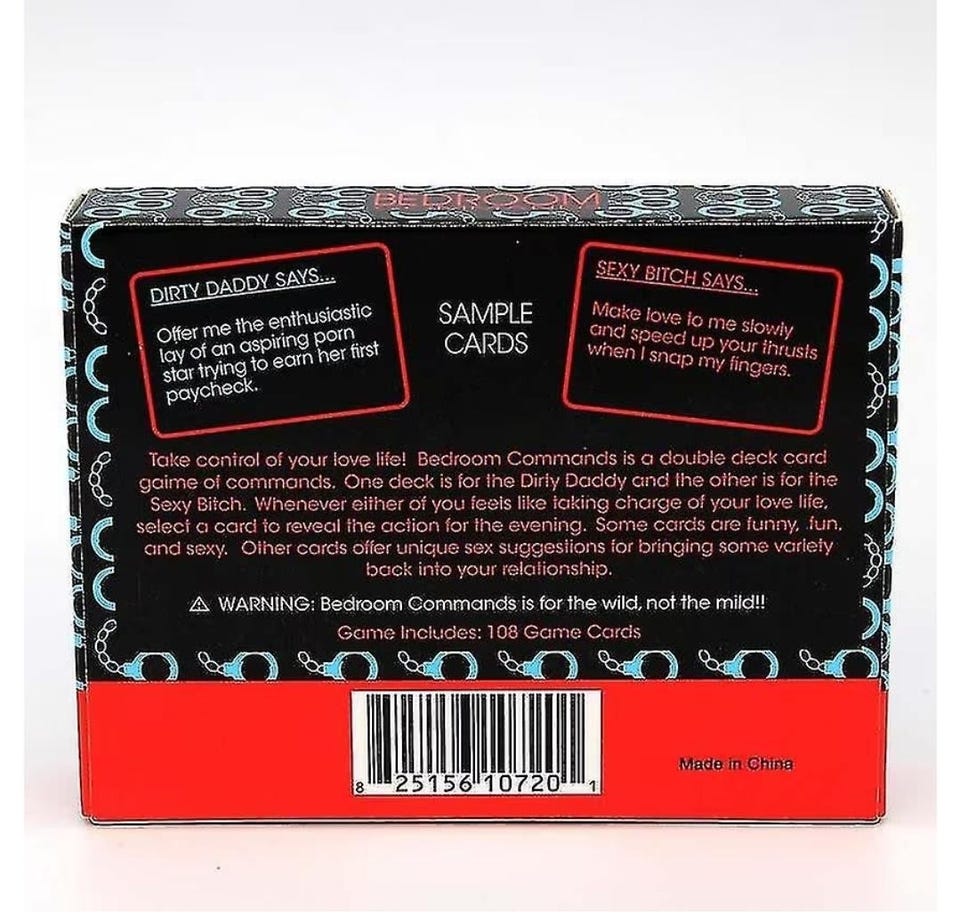 BEDROOM
DIRTY DADDY SAYS...
Offer me the enthusiastic
lay of an aspiring porn
star trying to earn her first
paycheck.
SAMPLE
CARDS
SEXY BITCH SAYS...
Make love to me slowly
and speed up your thrusts
when I snap my fingers.
Take control of your love life! Bedroom Commands is a double deck card
gaime of commands. One deck is for the Dirty Daddy and the other is for the
Sexy Bitch. Whenever either of you feels like taking charge of your love life,
select a card to reveal the action for the evening. Some cards are funny, fun,
and sexy. Other cards offer unique sex suggestions for bringing some variety
back into your relationship.
⚠ WARNING: Bedroom Commands is for the wild, not the mild!!
Game Includes: 108 Game Cards
8 25156 10720 1
Made in China